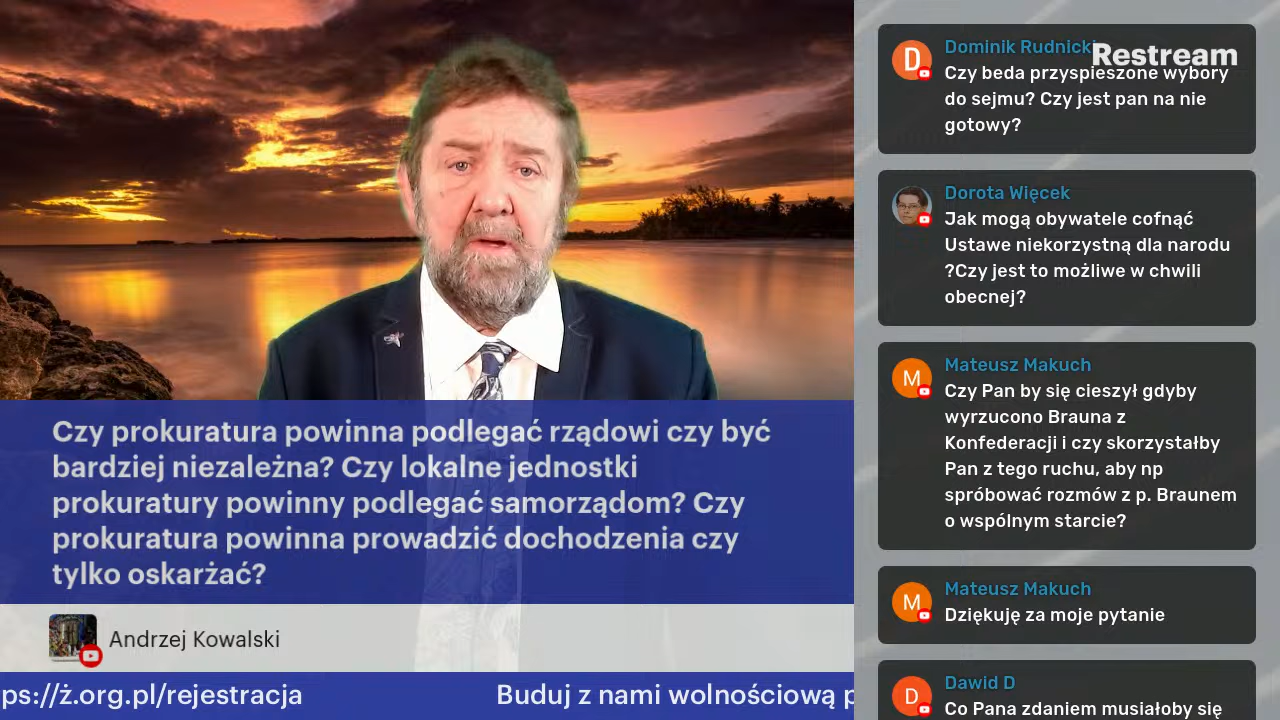 Czy prokuratura powinna podlegać rządowi czy być
bardziej niezależna? Czy lokalne jednostki
prokuratury powinny podlegać samorządom? Czy
prokuratura powinna prowadzić dochodzenia czy
tylko oskarżać?
Andrzej Kowalski
ps://ż.org.pl/rejestracja
Buduj z nami wolnościową p
Restream
D
Dominik Rudnicki
Czy beda przyspieszone wybory
do sejmu? Czy jest pan na nie
gotowy?
Dorota Więcek
Jak mogą obywatele cofnąć
Ustawe niekorzystną dla narodu
?Czy jest to możliwe w chwili
obecnej?
M
Mateusz Makuch
Czy Pan by się cieszył gdyby
wyrzucono Brauna z
Konfederacji i czy skorzystałby
Pan z tego ruchu, aby np
spróbować rozmów z p. Braunem
o wspólnym starcie?
M
Mateusz Makuch
Dziękuję za moje pytanie
D
Dawid D
Co Pana zdaniem musiałoby się